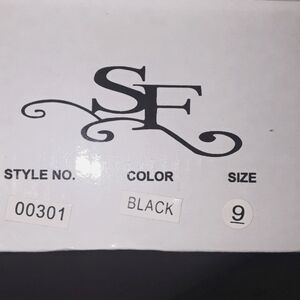 SF
STYLE NO. COLOR SIZE
00301 BLACK 9